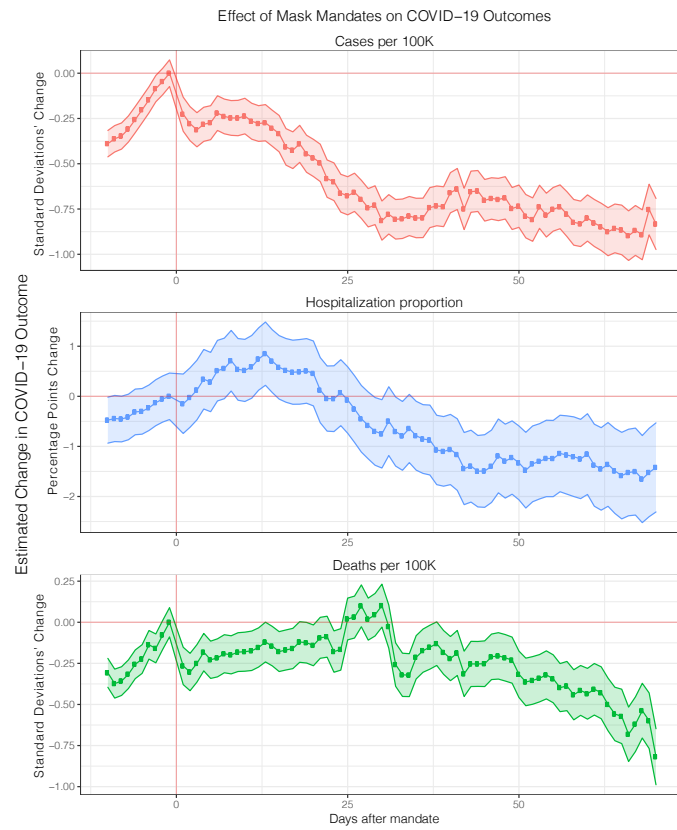 Effect of Mask Mandates on COVID−19 Outcomes
Cases per 100K
Standard Deviations' Change
0.00
−0.25
−0.50
−0.75
−1.00
0
25
50
Estimated Change in COVID−19 Outcome
Hospitalization proportion
Percentage Points Change
1
0
−1
−2
0
25
50
Deaths per 100K
Standard Deviations' Change
0.25
0.00
−0.25
−0.50
−0.75
−1.00
0
25
50
Days after mandate